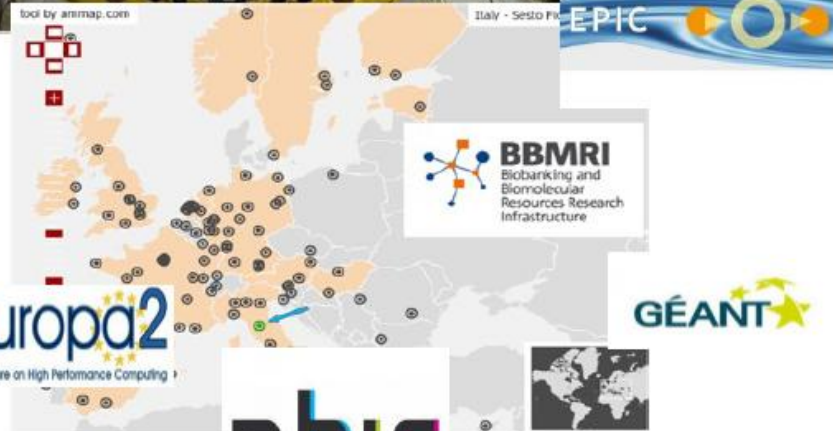 tool by ammap.com
Italy - Sesto
EPIC
BBMRI
Biobanking and
Biomolecular
Resources Research
Infrastructure
GÉANT
uropa2
re on High Performance Computing